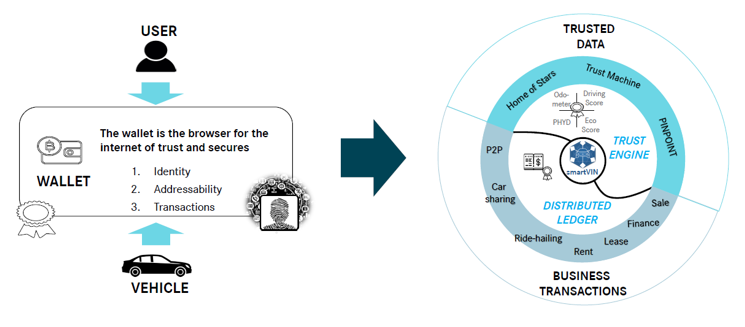 USER
The wallet is the browser for the
internet of trust and secures
1. Identity
2. Addressability
3. Transactions
WALLET
VEHICLE
TRUSTED
DATA
Home of Stars
Trust Machine
PINPOINT
Odo-
meter
Driving
Score
PHYD
Eco
Score
TRUST
ENGINE
smartVIN
DISTRIBUTED
LEDGER
P2P
Car
sharing
Ride-hailing
Rent
Lease
Finance
Sale
BUSINESS
TRANSACTIONS